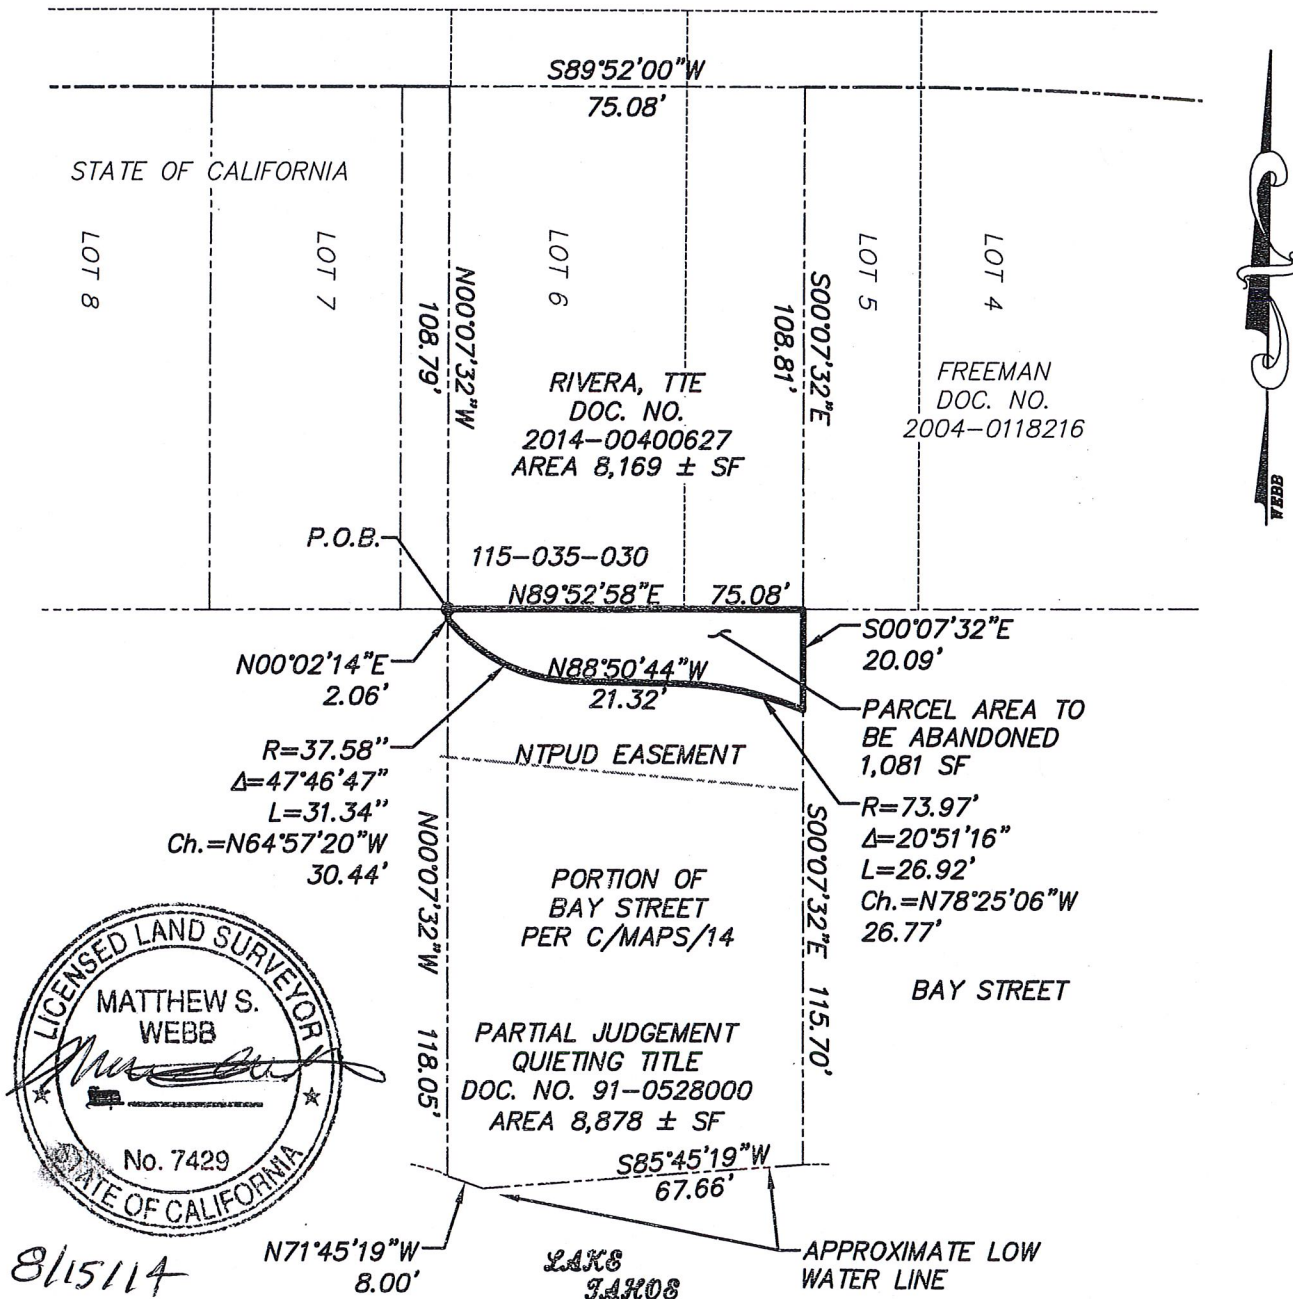 S89°52'00"W
75.08'
STATE OF CALIFORNIA
LOT 8
LOT 7
LOT 6
LOT 5
LOT 4
N00°07'32"W
108.79'
S00°07'32"E
108.81'
RIVERA, TTE
DOC. NO.
2014-00400627
AREA 8,169 ± SF
FREEMAN
DOC. NO.
2004-0118216
WEBB
P.O.B.
115-035-030
N89°52'58"E 75.08'
N00°02'14"E
2.06'
N88°50'44"W
21.32'
S00°07'32"E
20.09'
PARCEL AREA TO
BE ABANDONED
1,081 SF
R=37.58"
Δ=47°46'47"
L=31.34"
Ch.=N64°57'20"W
30.44'
NTPUD EASEMENT
R=73.97'
Δ=20°51'16"
L=26.92'
Ch.=N78°25'06"W
26.77'
N00°07'32"W 118.05'
S00°07'32"E 115.70'
PORTION OF
BAY STREET
PER C/MAPS/14
BAY STREET
PARTIAL JUDGEMENT
QUIETING TITLE
DOC. NO. 91-0528000
AREA 8,878 ± SF
S85°45'19"W
67.66'
LICENSED LAND SURVEYOR
MATTHEW S.
WEBB
No. 7429
STATE OF CALIFORNIA
8/15/14
N71°45'19"W
8.00'
LAKE
TAHOE
APPROXIMATE LOW
WATER LINE